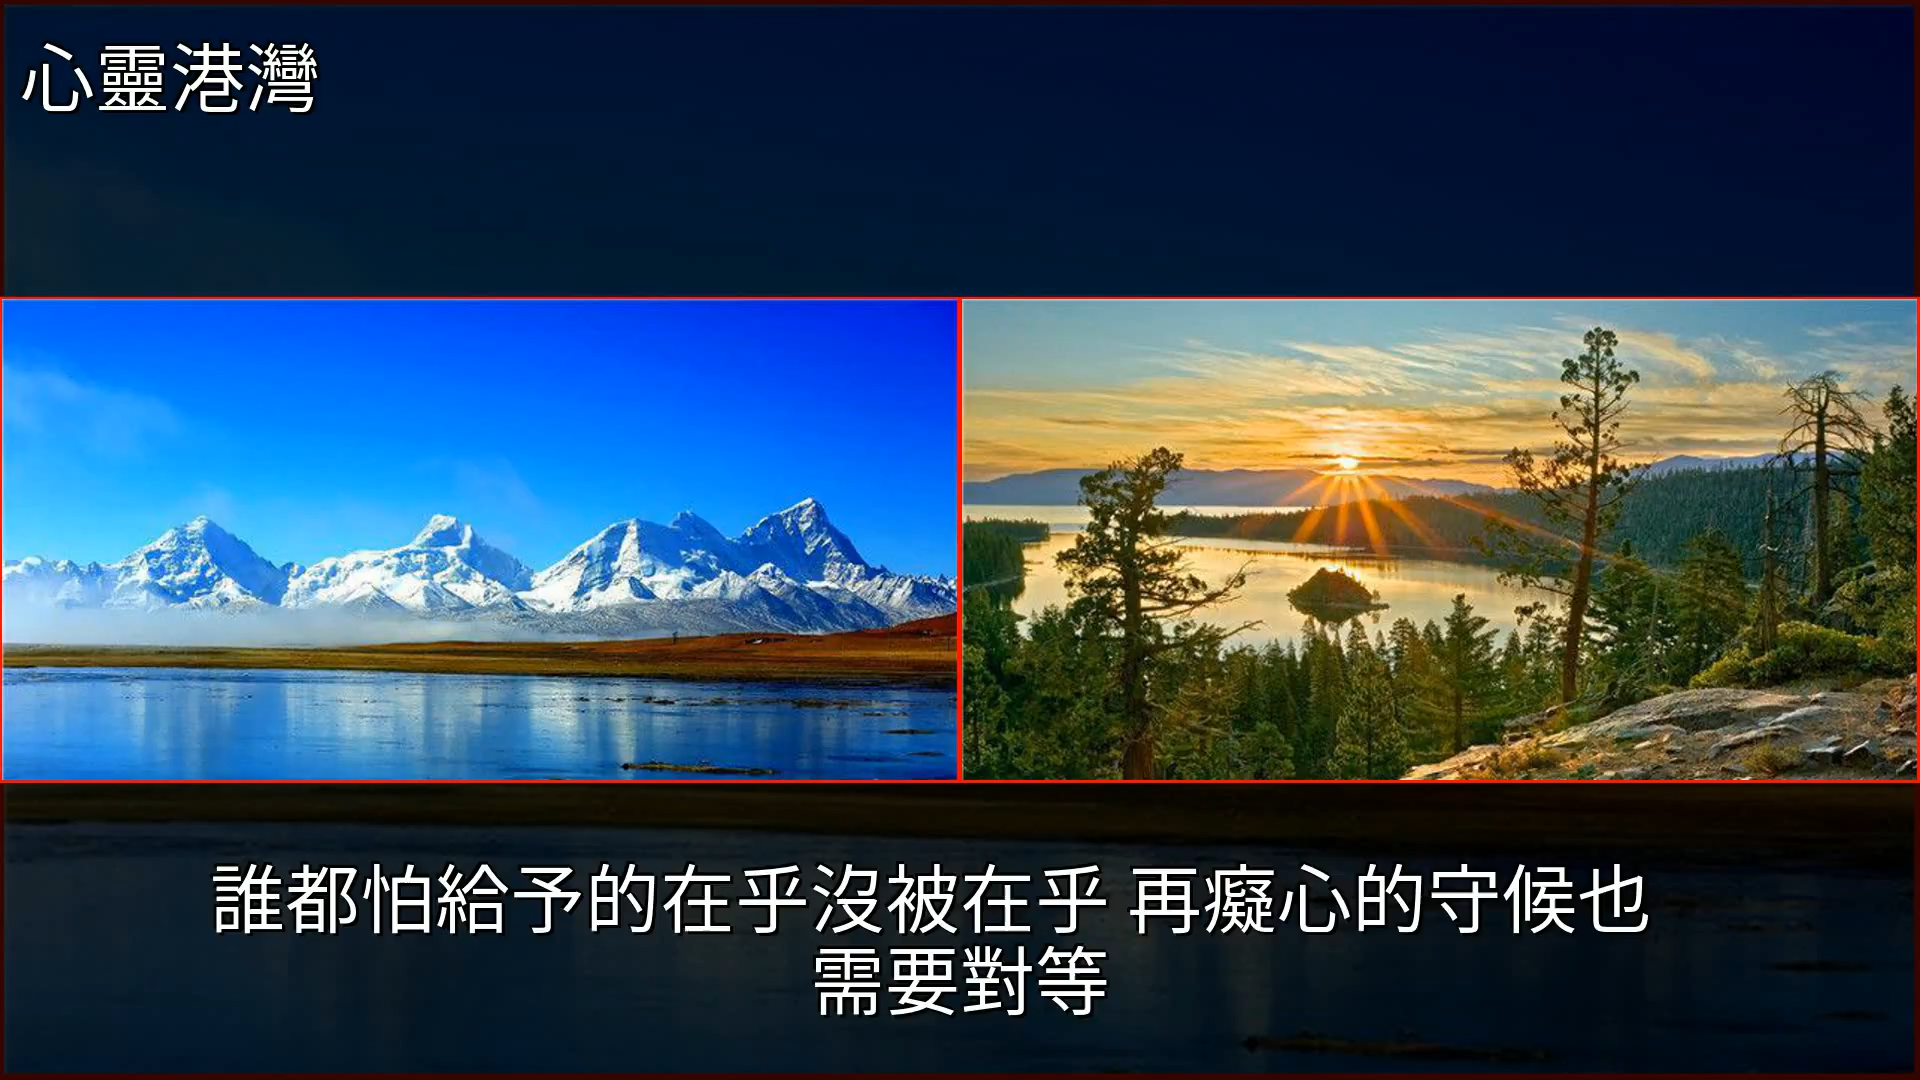 心靈港灣
誰都怕給予的在乎沒被在乎 再癡心的守候也
需要對等